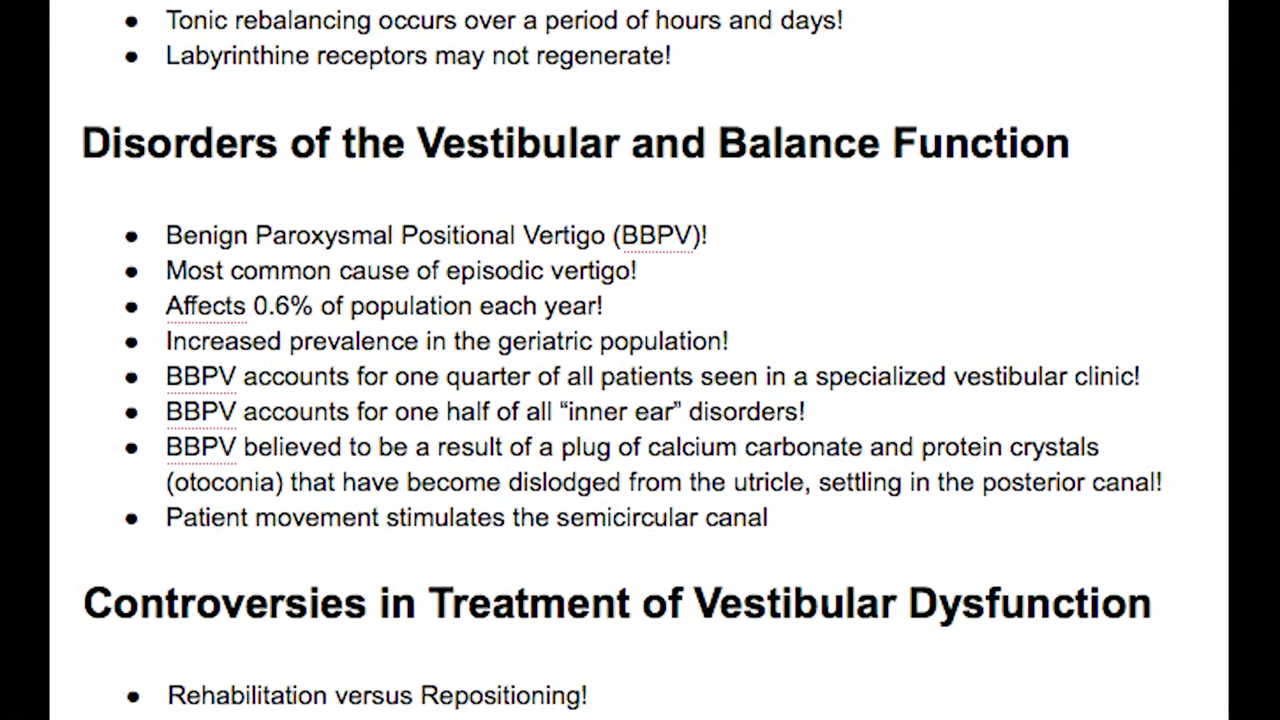 ● Tonic rebalancing occurs over a period of hours and days!
● Labyrinthine receptors may not regenerate!
Disorders of the Vestibular and Balance Function
● Benign Paroxysmal Positional Vertigo (BBPV)!
● Most common cause of episodic vertigo!
● Affects 0.6% of population each year!
● Increased prevalence in the geriatric population!
● BBPV accounts for one quarter of all patients seen in a specialized vestibular clinic!
● BBPV accounts for one half of all “inner ear” disorders!
● BBPV believed to be a result of a plug of calcium carbonate and protein crystals
(otoconia) that have become dislodged from the utricle, settling in the posterior canal!
● Patient movement stimulates the semicircular canal
Controversies in Treatment of Vestibular Dysfunction
● Rehabilitation versus Repositioning!